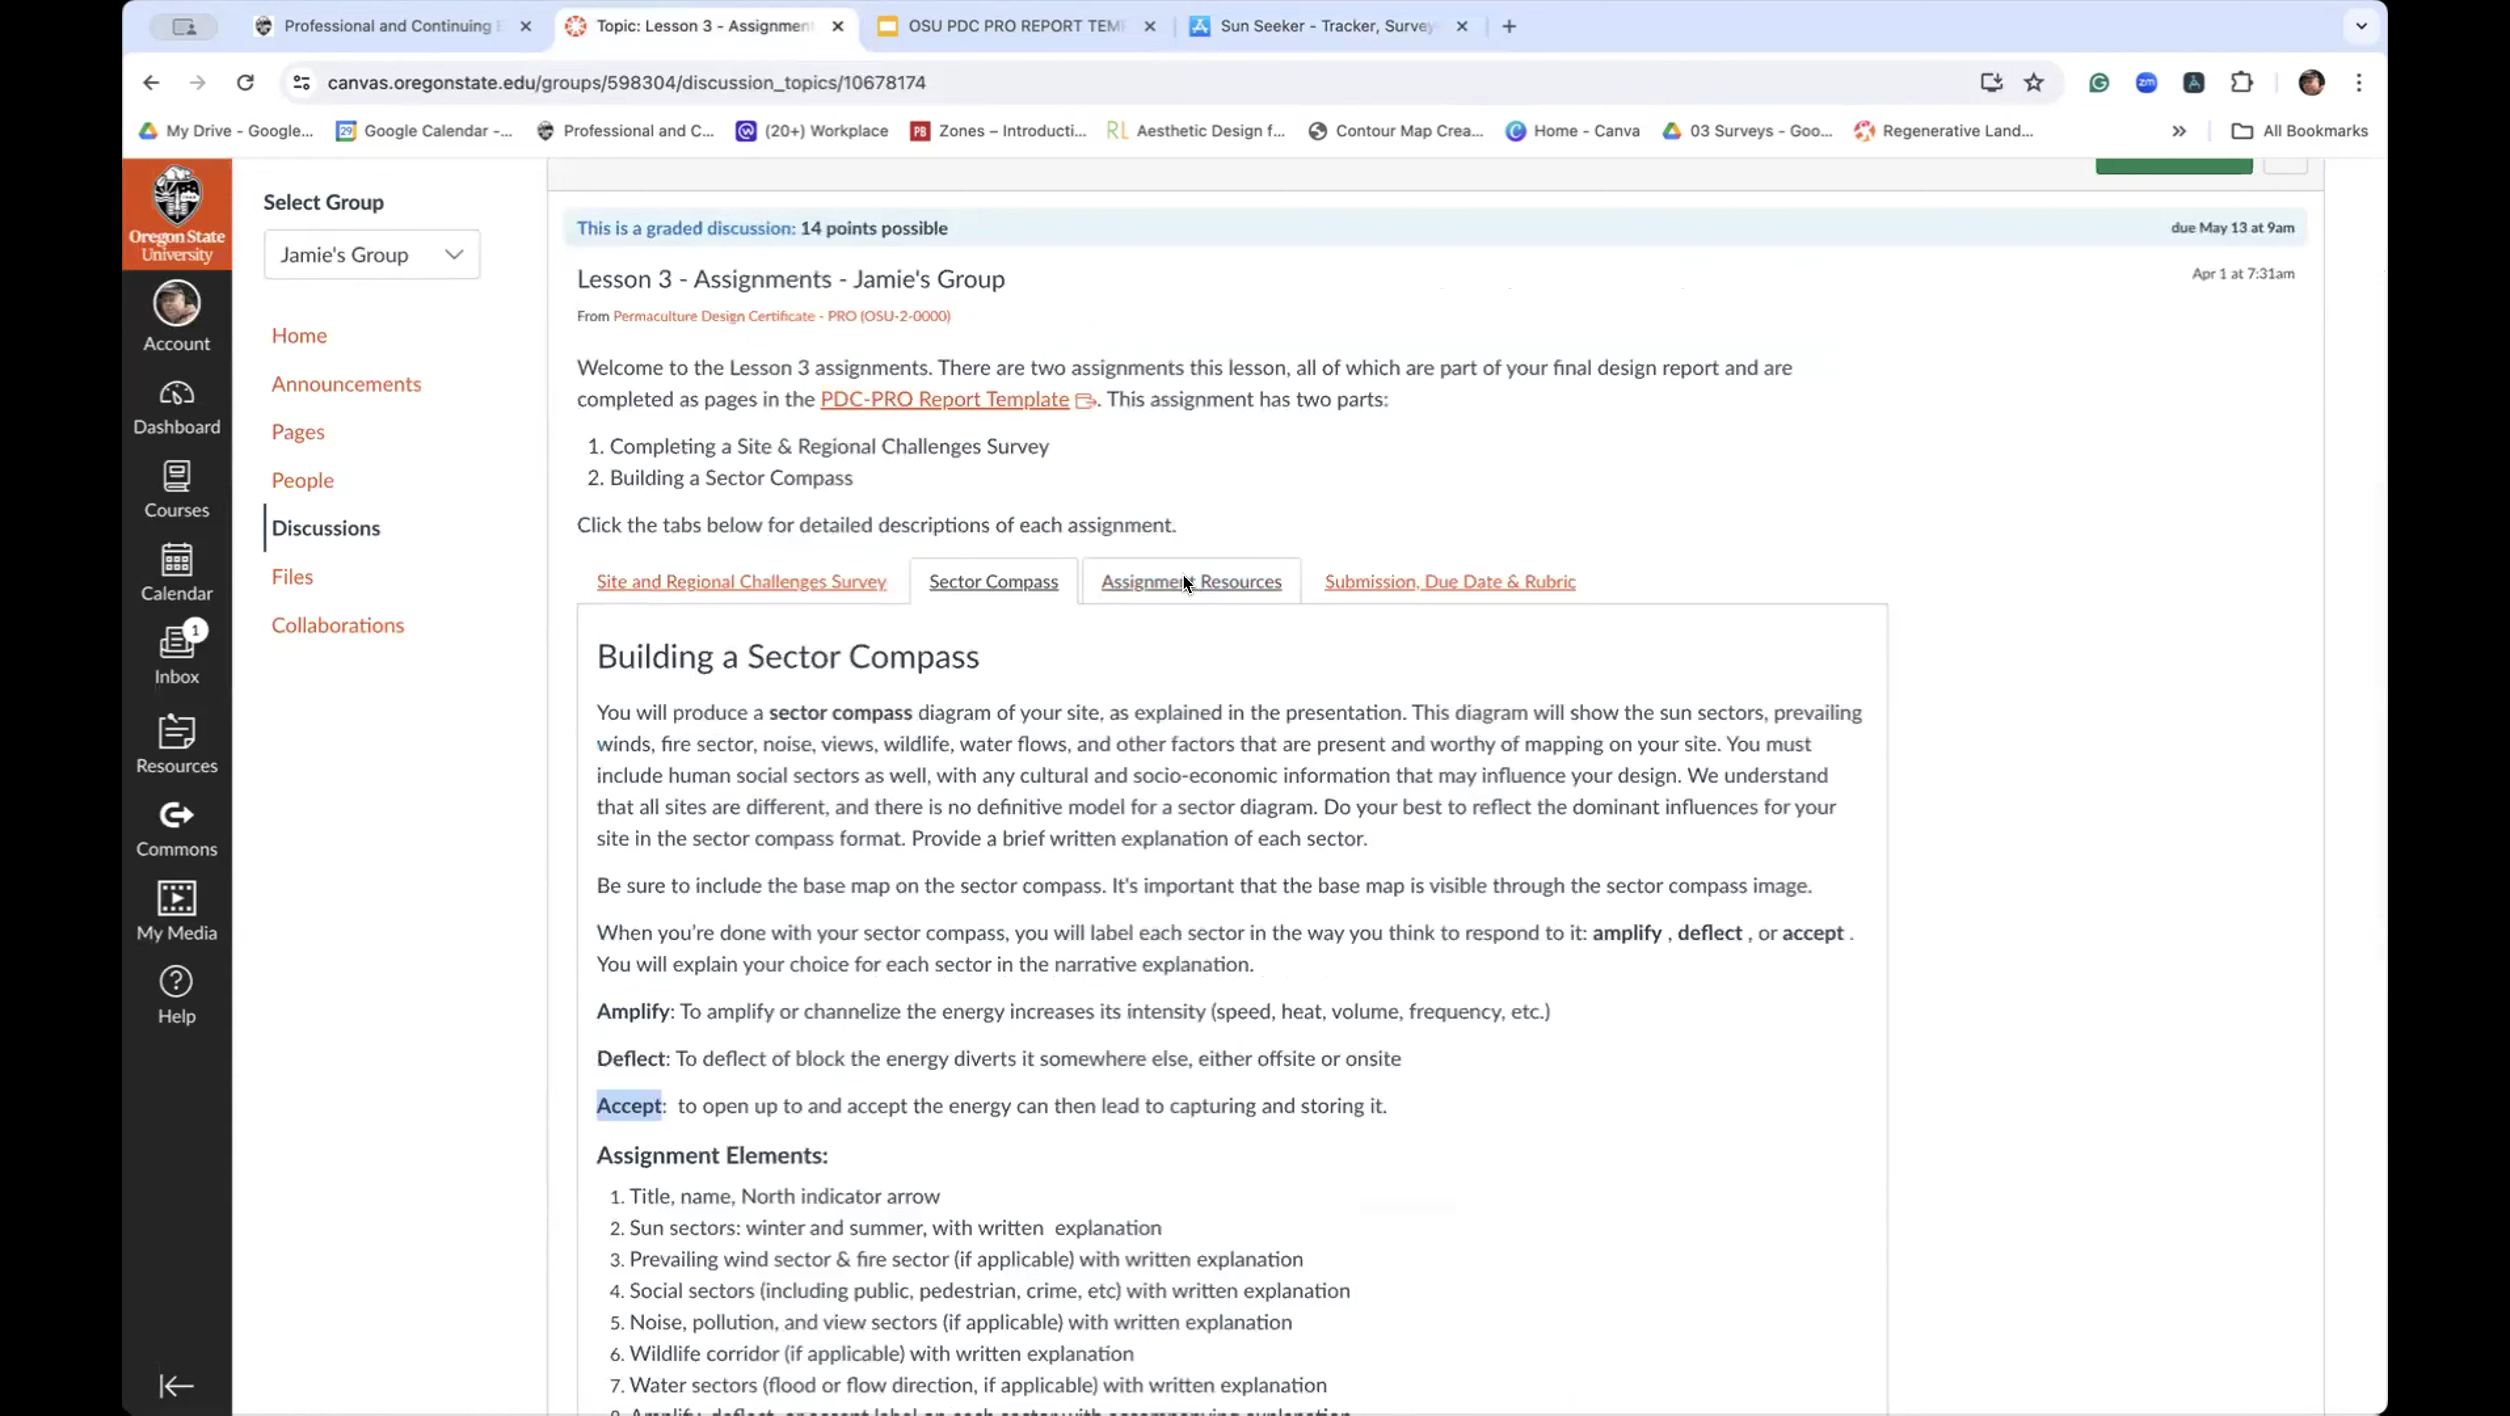 Professional and Continuing E
Topic: Lesson 3 - Assignment
OSU PDC PRO REPORT TEMP
Sun Seeker - Tracker, Survey
canvas.oregonstate.edu/groups/598304/discussion_topics/10678174
My Drive - Google...
Google Calendar -...
Professional and C...
(20+) Workplace
Zones – Introducti...
Aesthetic Design f...
Contour Map Crea...
Home - Canva
03 Surveys - Goo...
Regenerative Land...
All Bookmarks
Oregon State
University
Account
Dashboard
Courses
Calendar
1
Inbox
Resources
Commons
My Media
Help
Select Group
Jamie's Group
Home
Announcements
Pages
People
Discussions
Files
Collaborations
This is a graded discussion: 14 points possible
due May 13 at 9am
Lesson 3 - Assignments - Jamie's Group
Apr 1 at 7:31am
From Permaculture Design Certificate - PRO (OSU-2-0000)
Welcome to the Lesson 3 assignments. There are two assignments this lesson, all of which are part of your final design report and are
completed as pages in the PDC-PRO Report Template. This assignment has two parts:
1. Completing a Site & Regional Challenges Survey
2. Building a Sector Compass
Click the tabs below for detailed descriptions of each assignment.
Site and Regional Challenges Survey
Sector Compass
Assignment Resources
Submission, Due Date & Rubric
Building a Sector Compass
You will produce a sector compass diagram of your site, as explained in the presentation. This diagram will show the sun sectors, prevailing
winds, fire sector, noise, views, wildlife, water flows, and other factors that are present and worthy of mapping on your site. You must
include human social sectors as well, with any cultural and socio-economic information that may influence your design. We understand
that all sites are different, and there is no definitive model for a sector diagram. Do your best to reflect the dominant influences for your
site in the sector compass format. Provide a brief written explanation of each sector.
Be sure to include the base map on the sector compass. It's important that the base map is visible through the sector compass image.
When you're done with your sector compass, you will label each sector in the way you think to respond to it: amplify , deflect , or accept .
You will explain your choice for each sector in the narrative explanation.
Amplify: To amplify or channelize the energy increases its intensity (speed, heat, volume, frequency, etc.)
Deflect: To deflect of block the energy diverts it somewhere else, either offsite or onsite
Accept: to open up to and accept the energy can then lead to capturing and storing it.
Assignment Elements:
1. Title, name, North indicator arrow
2. Sun sectors: winter and summer, with written explanation
3. Prevailing wind sector & fire sector (if applicable) with written explanation
4. Social sectors (including public, pedestrian, crime, etc) with written explanation
5. Noise, pollution, and view sectors (if applicable) with written explanation
6. Wildlife corridor (if applicable) with written explanation
7. Water sectors (flood or flow direction, if applicable) with written explanation